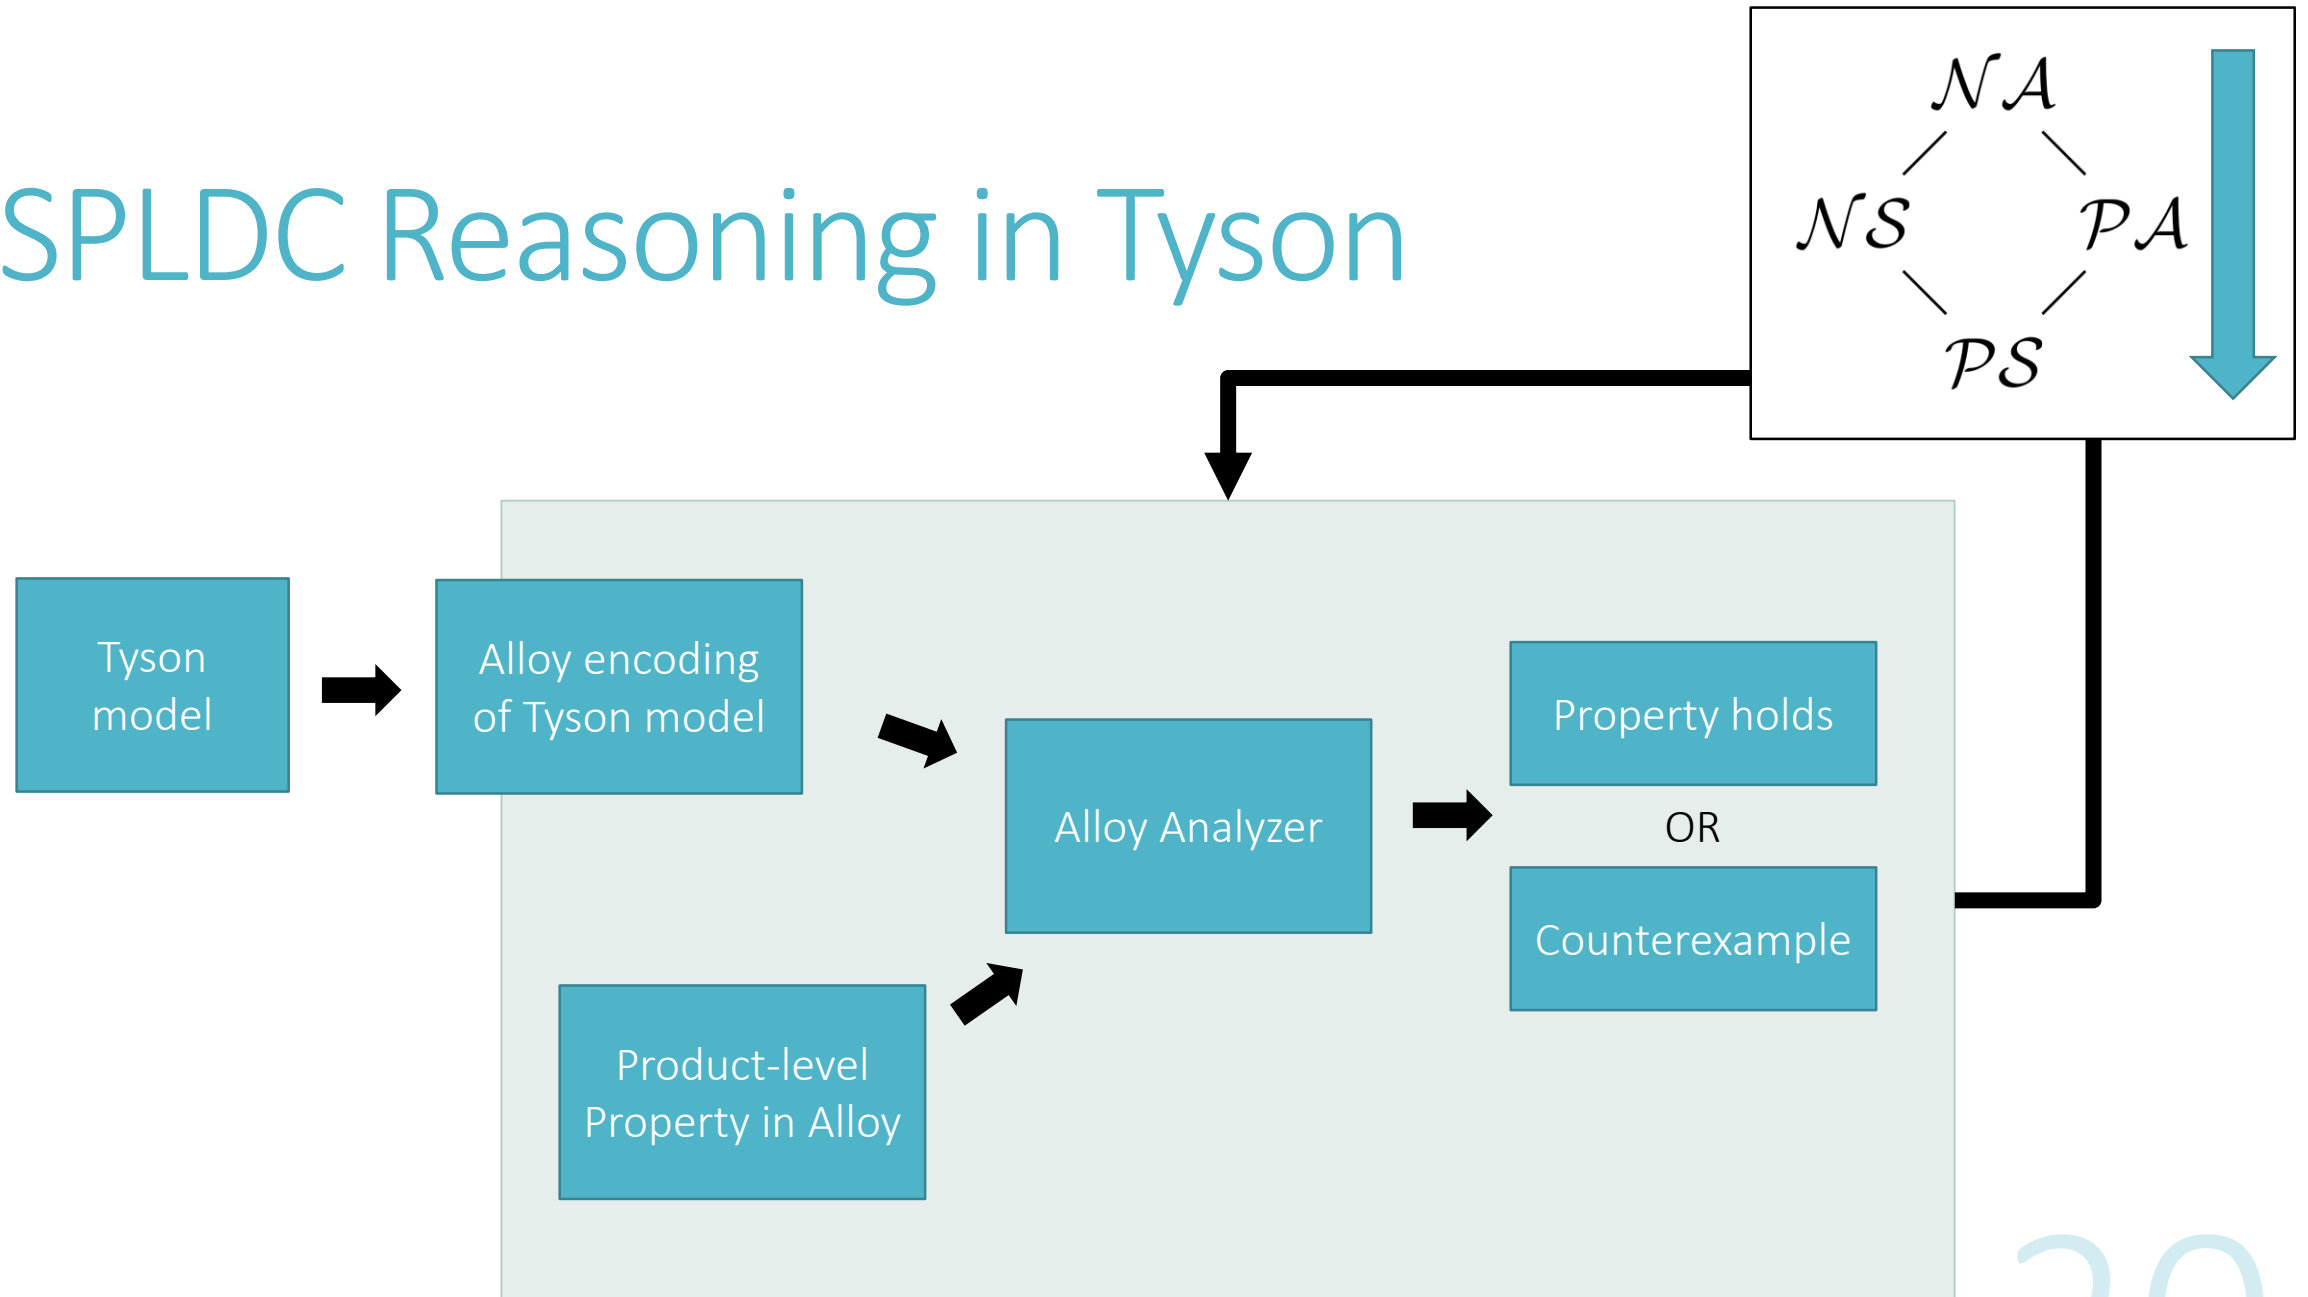 SPLDC Reasoning in Tyson
𝒩𝒜
𝒩𝒮 𝒫𝒜
𝒫𝒮
Tyson
model
Alloy encoding
of Tyson model
Alloy Analyzer
Property holds
OR
Counterexample
Product-level
Property in Alloy